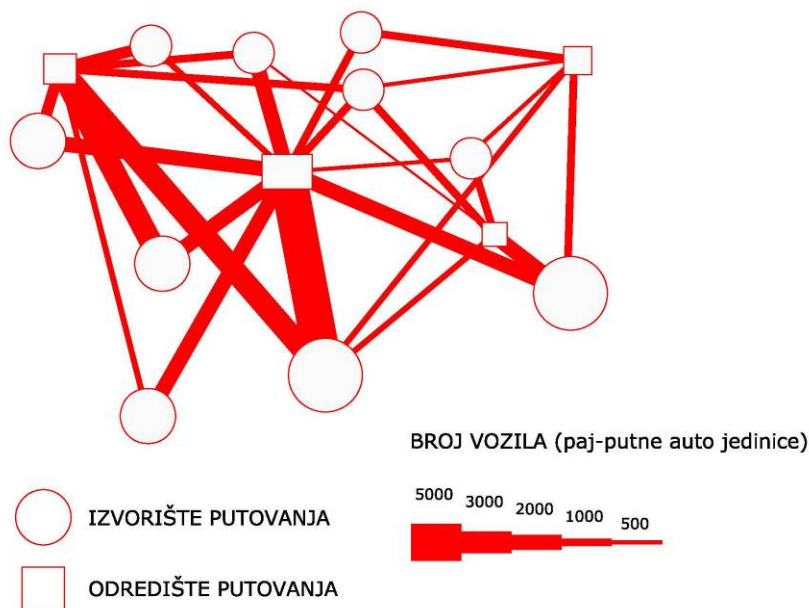 BROJ VOZILA (paj-putne auto jedinice)
5000 3000 2000 1000 500
IZVORIŠTE PUTOVANJA
ODREDIŠTE PUTOVANJA